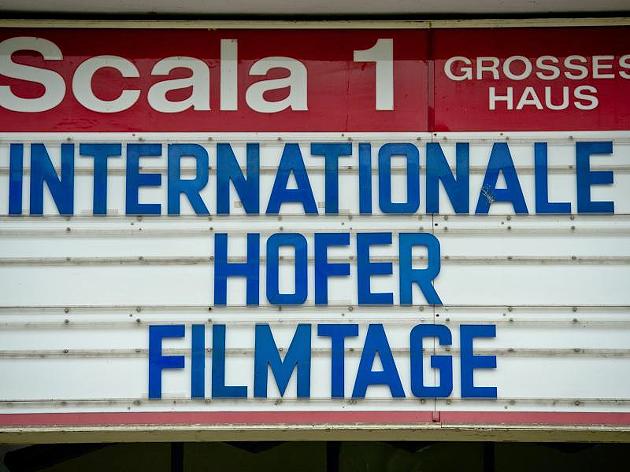 Scala 1 GROSSES
HAUS
INTERNATIONALE
HOFER
FILMTAGE